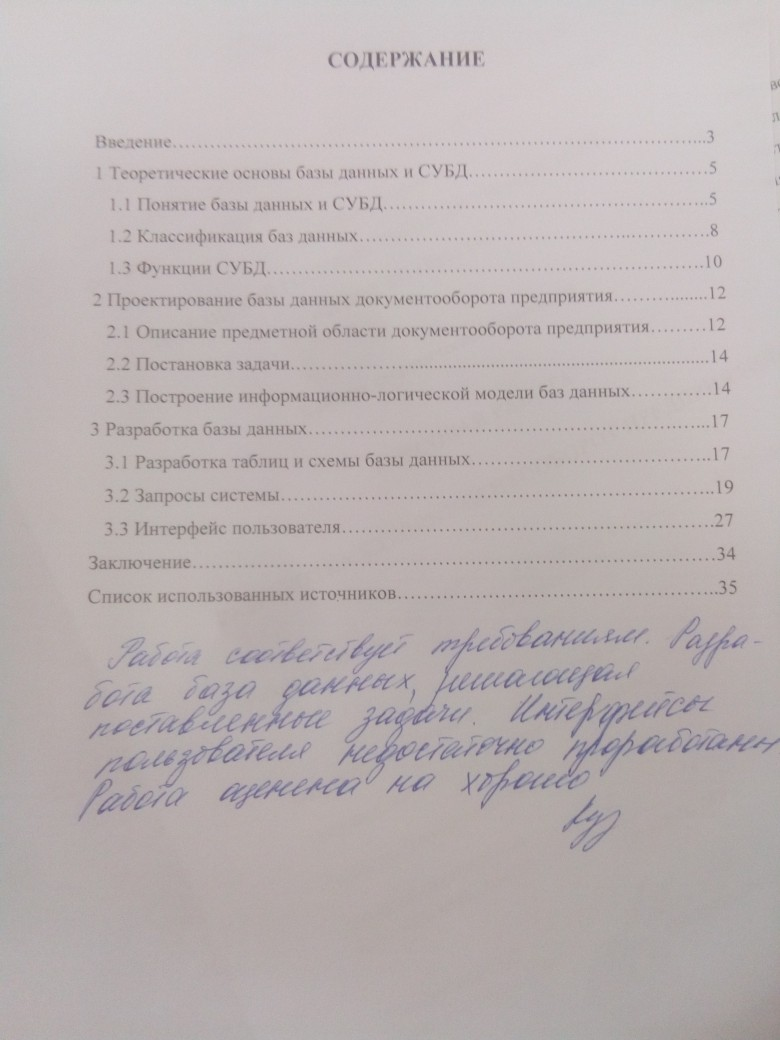 СОДЕРЖАНИЕ
Введение……………………………………………………………………...3
1 Теоретические основы базы данных и СУБД………………………………5
1.1 Понятие базы данных и СУБД……………………………………………5
1.2 Классификация баз данных………………………………………………8
1.3 Функции СУБД…………………………………………………………….10
2 Проектирование базы данных документооборота предприятия………........12
2.1 Описание предметной области документооборота предприятия………12
2.2 Постановка задачи……………….............................................................14
2.3 Построение информационно-логической модели баз данных…………14
3 Разработка базы данных……………………………………………………...17
3.1 Разработка таблиц и схемы базы данных………………………………..17
3.2 Запросы системы…………………………………………………………..19
3.3 Интерфейс пользователя………………………………………………….27
Заключение……………………………………………………………………...34
Список использованных источников…………………………………………..35
Работа соответствует требованиям. Разра-
бота база данных, решающая
поставленные задачи. Интерфейсы
пользователя недостаточно проработаны
Работа оценена на хорошо